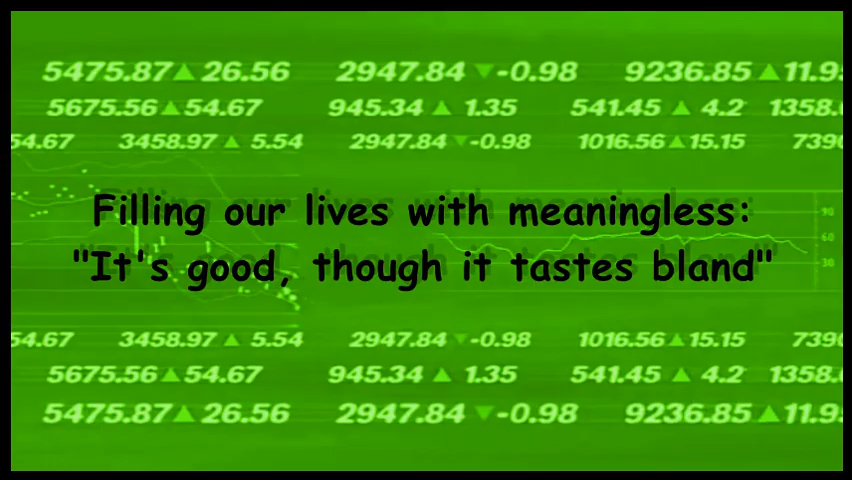 5475.87▲26.56 2947.84▼-0.98 9236.85▲11.9
5675.56▲54.67 945.34▲1.35 541.45▲4.2 1358.
54.67 3458.97▲5.54 2947.84▼-0.98 1016.56▲15.15 739
Filling our lives with meaningless:
90
"It's good, though it tastes bland"
60
30
54.67 3458.97▲5.54 2947.84▼-0.98 1016.56▲15.15 739
5675.56▲54.67 945.34▲1.35 541.45▲4.2 1358.
5475.87▲26.56 2947.84▼-0.98 9236.85▲11.9